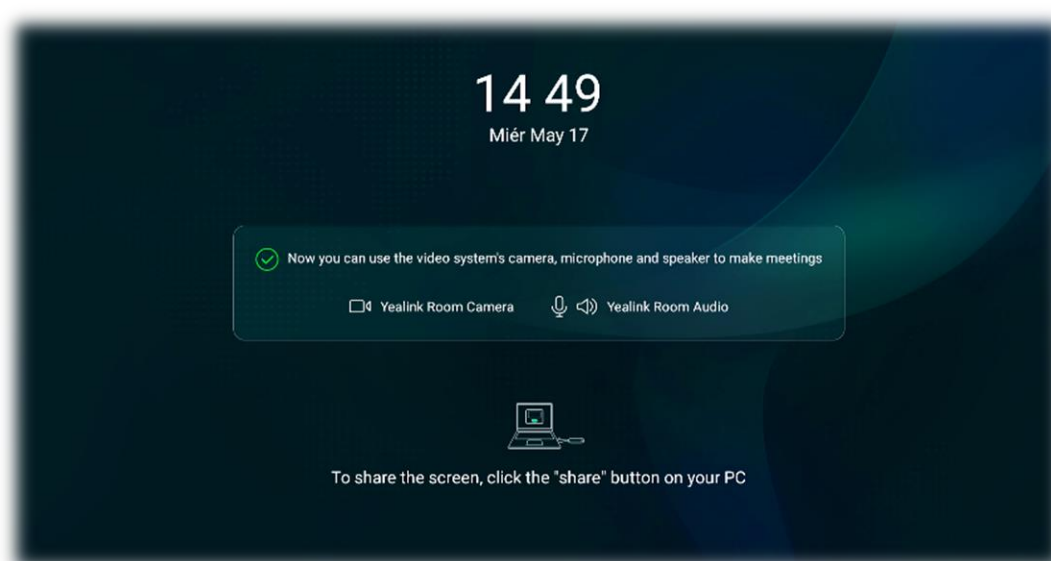 14 49
Miér May 17
Now you can use the video system's camera, microphone and speaker to make meetings
Yealink Room Camera Yealink Room Audio
To share the screen, click the "share" button on your PC